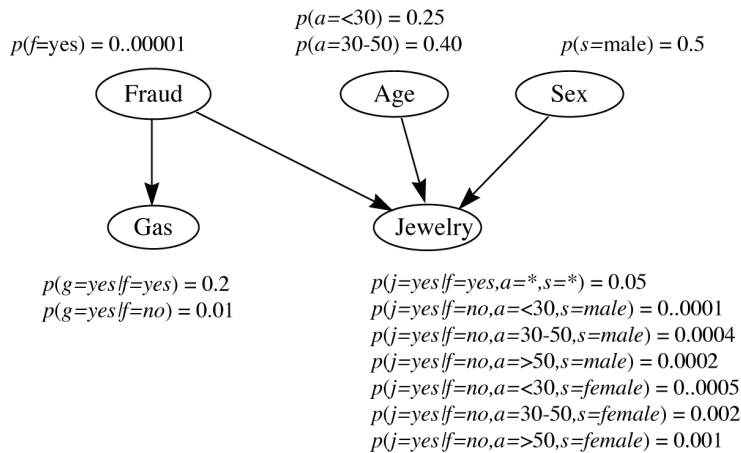 p(a=<30) = 0.25
p(f=yes) = 0..00001
p(a=30-50) = 0.40
p(s=male) = 0.5
Fraud
Age
Sex
Gas
Jewelry
p(g=yes|f=yes) = 0.2
p(g=yes|f=no) = 0.01
p(j=yes|f=yes,a=*,s=*) = 0.05
p(j=yes|f=no,a=<30,s=male) = 0..0001
p(j=yes|f=no,a=30-50,s=male) = 0.0004
p(j=yes|f=no,a=>50,s=male) = 0.0002
p(j=yes|f=no,a=<30,s=female) = 0..0005
p(j=yes|f=no,a=30-50,s=female) = 0.002
p(j=yes|f=no,a=>50,s=female) = 0.001